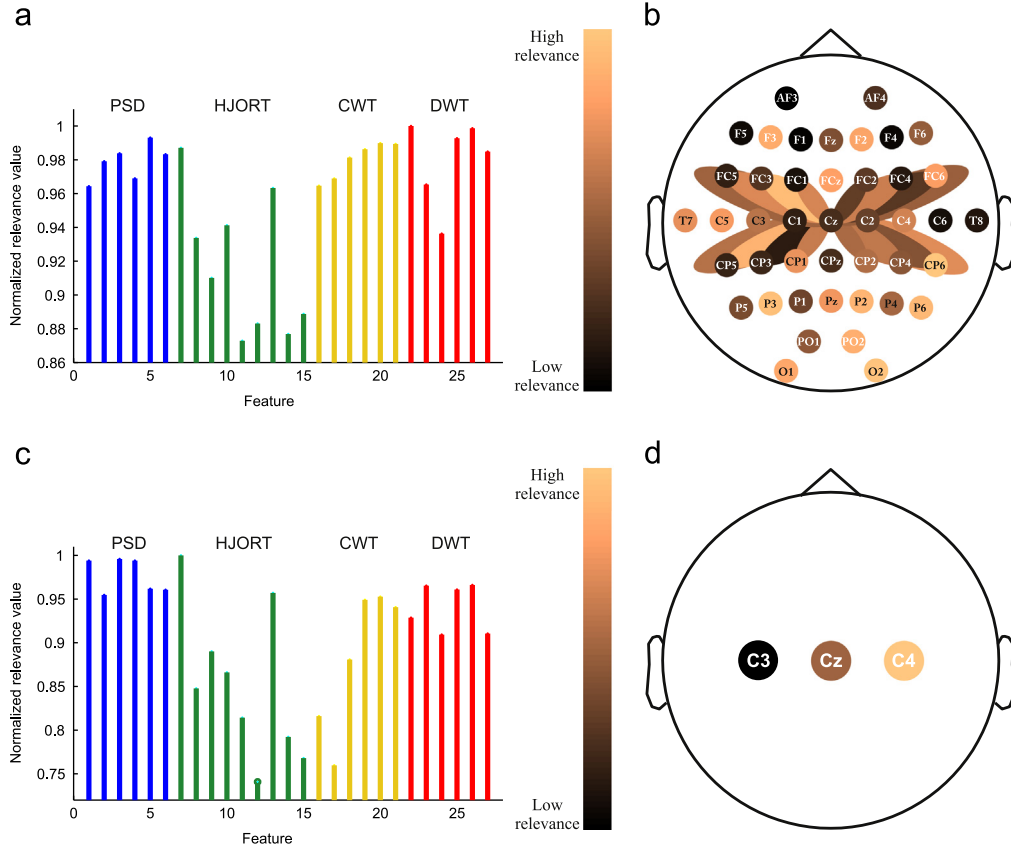 a
PSD HJORT CWT DWT
1
0.98
0.96
0.94
0.92
0.9
0.88
0.86
0 5 10 15 20 25
Normalized relevance value
Feature
High
relevance
Low
relevance
b
AF3 AF4
F5 F3 F1 Fz F2 F4 F6
FC5 FC3 FC1 FCz FC2 FC4 FC6
T7 C5 C3 C1 Cz C2 C4 C6 T8
CP5 CP3 CP1 CPz CP2 CP4 CP6
P5 P3 P1 Pz P2 P4 P6
PO1 PO2
O1 O2
c
PSD HJORT CWT DWT
1
0.95
0.9
0.85
0.8
0.75
0 5 10 15 20 25
Normalized relevance value
Feature
High
relevance
Low
relevance
d
C3 Cz C4